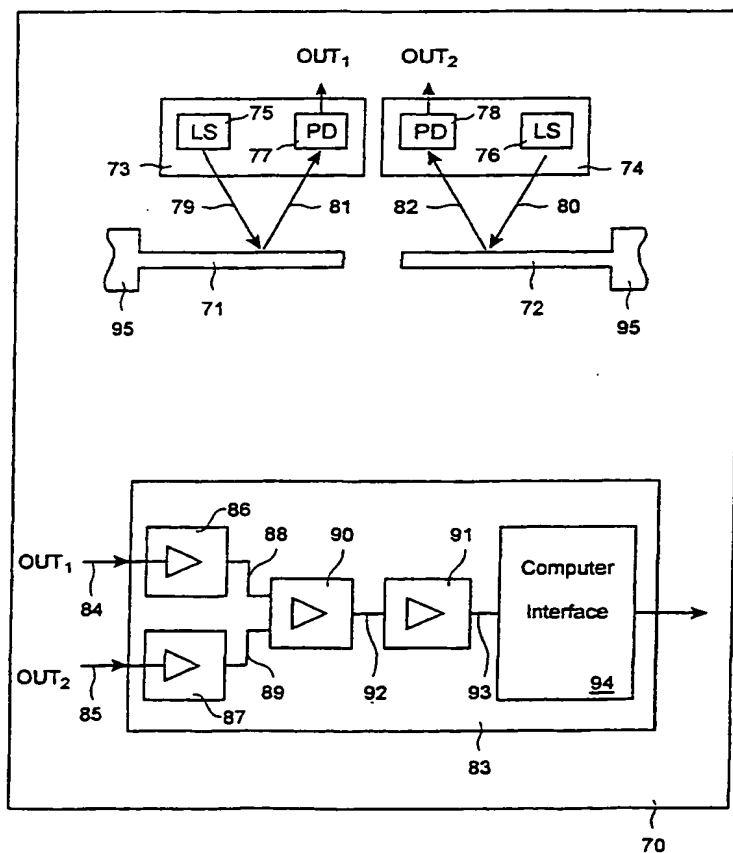 OUT₁ OUT₂
75 78
LS PD PD LS
73 77 76 74
79 81 82 80
71 72
95 95
86
OUT₁ 88 90 91
84
Computer
Interface
OUT₂
85 87 89 92 93 94
83
70